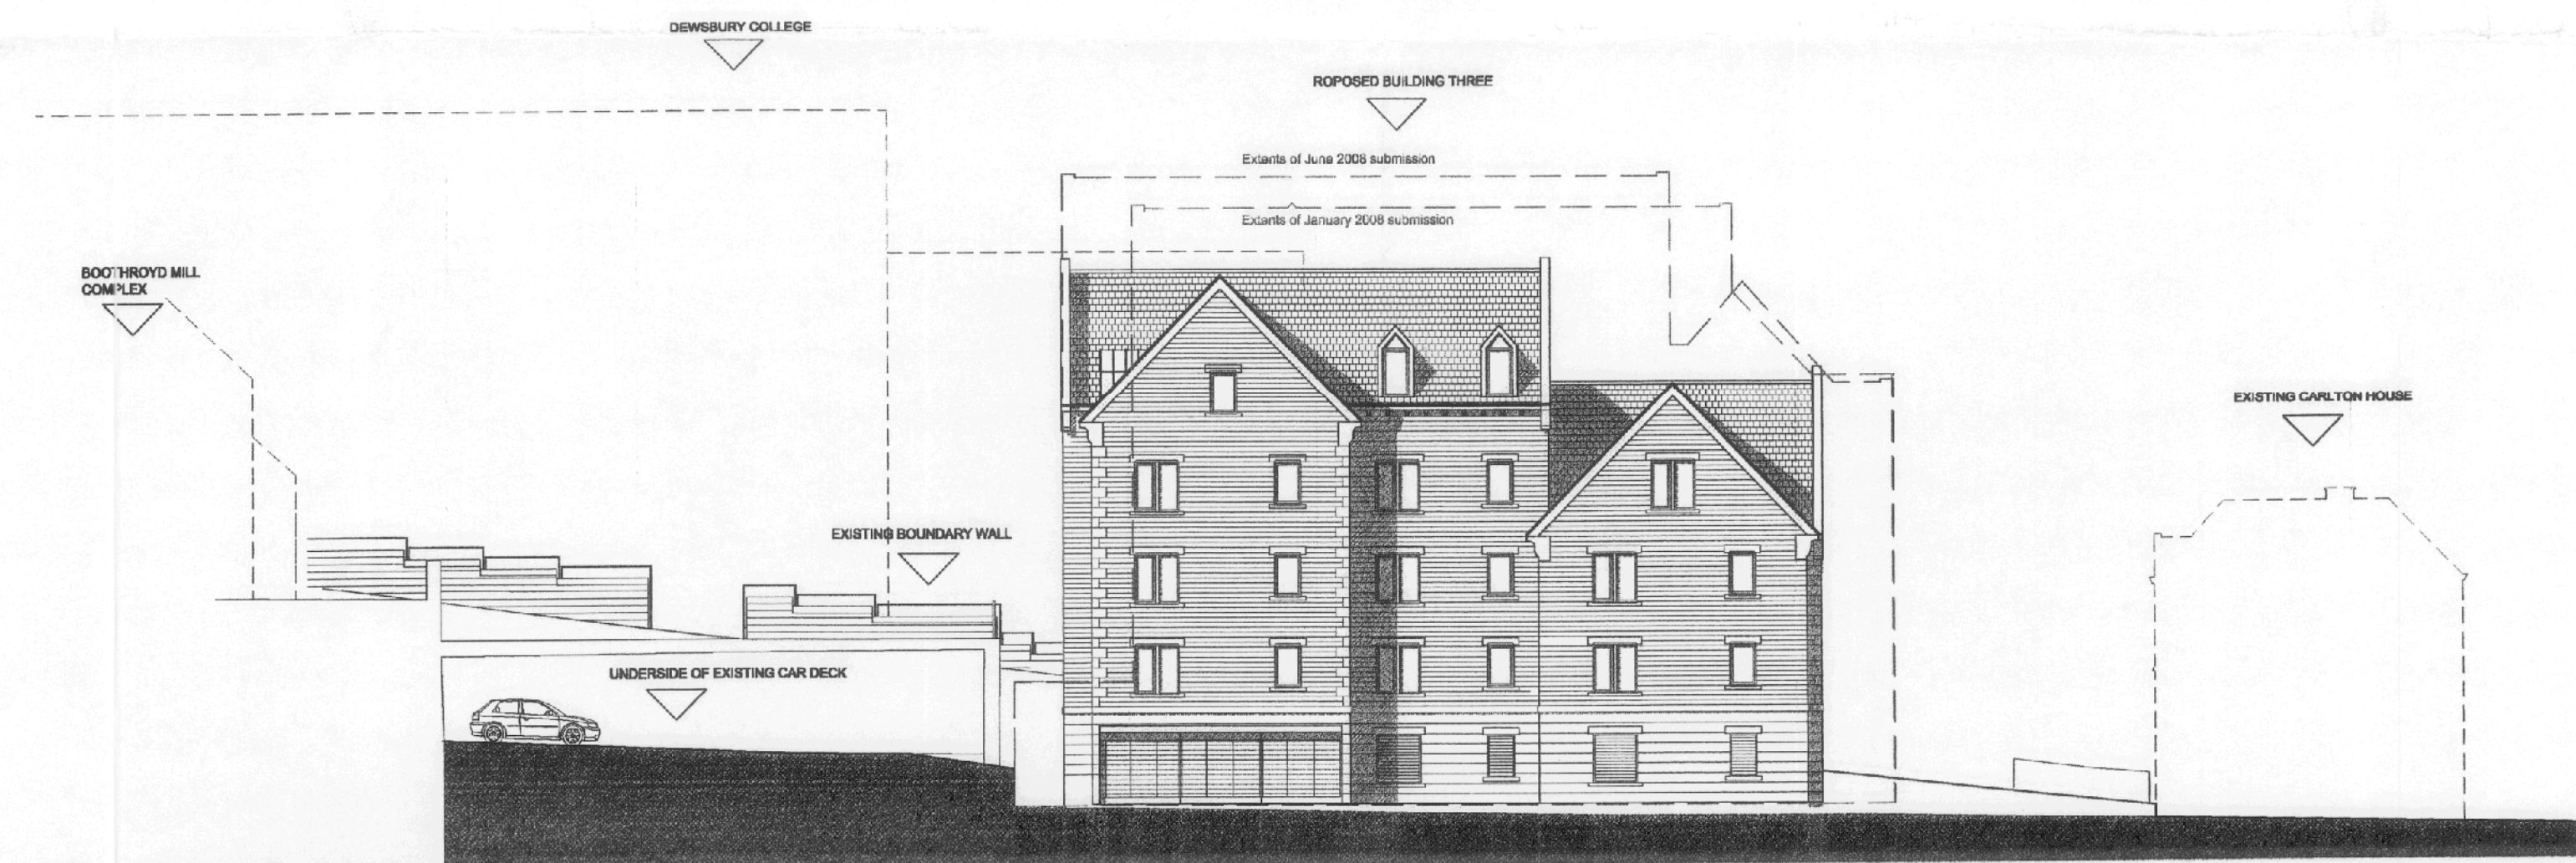 DEWSBURY COLLEGE
ROPOSED BUILDING THREE
Extents of June 2008 submission
Extents of January 2008 submission
BOOTHROYD MILL
COMPLEX
EXISTING CARLTON HOUSE
EXISTING BOUNDARY WALL
UNDERSIDE OF EXISTING CAR DECK